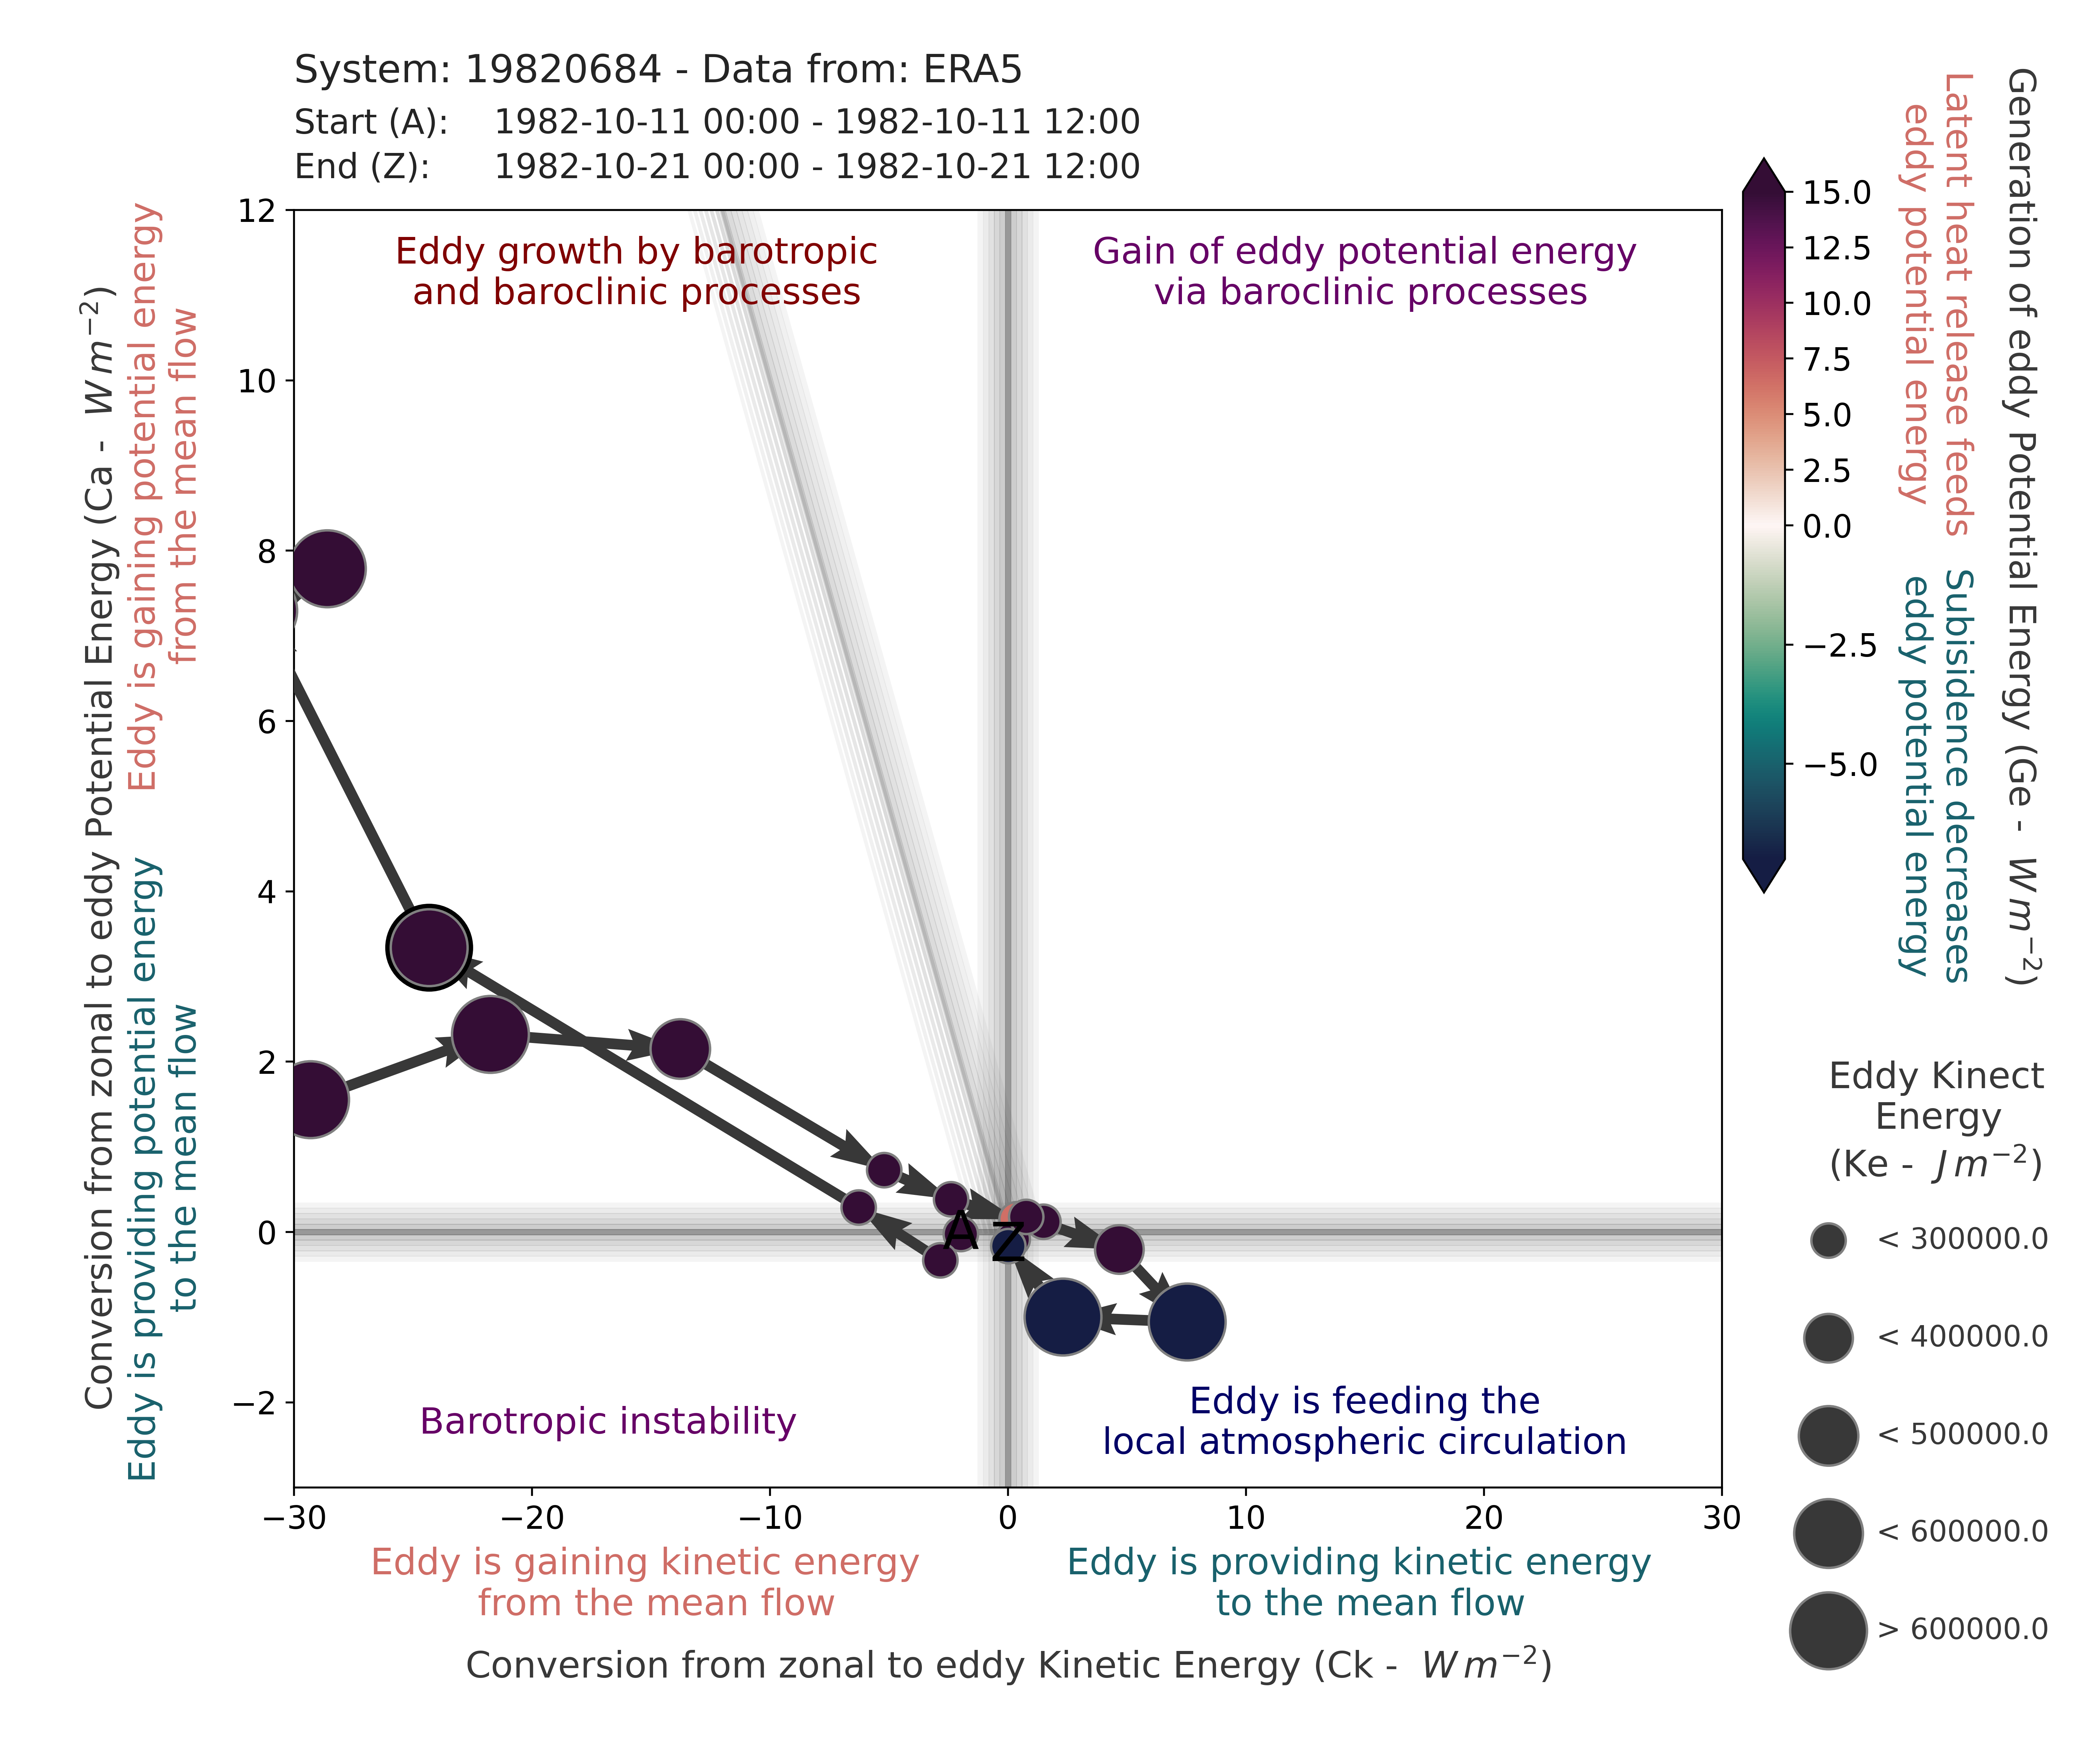 System: 19820684 - Data from: ERA5
Start (A): 1982-10-11 00:00 - 1982-10-11 12:00
End (Z): 1982-10-21 00:00 - 1982-10-21 12:00
Conversion from zonal to eddy Potential Energy (Ca - W m⁻²)
Eddy is gaining potential energy
from the mean flow
Eddy is providing potential energy
to the mean flow
12
10
8
6
4
2
0
−2
Eddy growth by barotropic
and baroclinic processes
Gain of eddy potential energy
via baroclinic processes
A
Z
Barotropic instability
Eddy is feeding the
local atmospheric circulation
−30
−20
−10
0
10
20
30
Eddy is gaining kinetic energy
from the mean flow
Eddy is providing kinetic energy
to the mean flow
Conversion from zonal to eddy Kinetic Energy (Ck - W m⁻²)
15.0
12.5
10.0
7.5
5.0
2.5
0.0
−2.5
−5.0
Latent heat release feeds
eddy potential energy
Subisidence decreases
eddy potential energy
Generation of eddy Potential Energy (Ge - W m⁻²)
Eddy Kinect
Energy
(Ke - J m⁻²)
< 300000.0
< 400000.0
< 500000.0
< 600000.0
> 600000.0